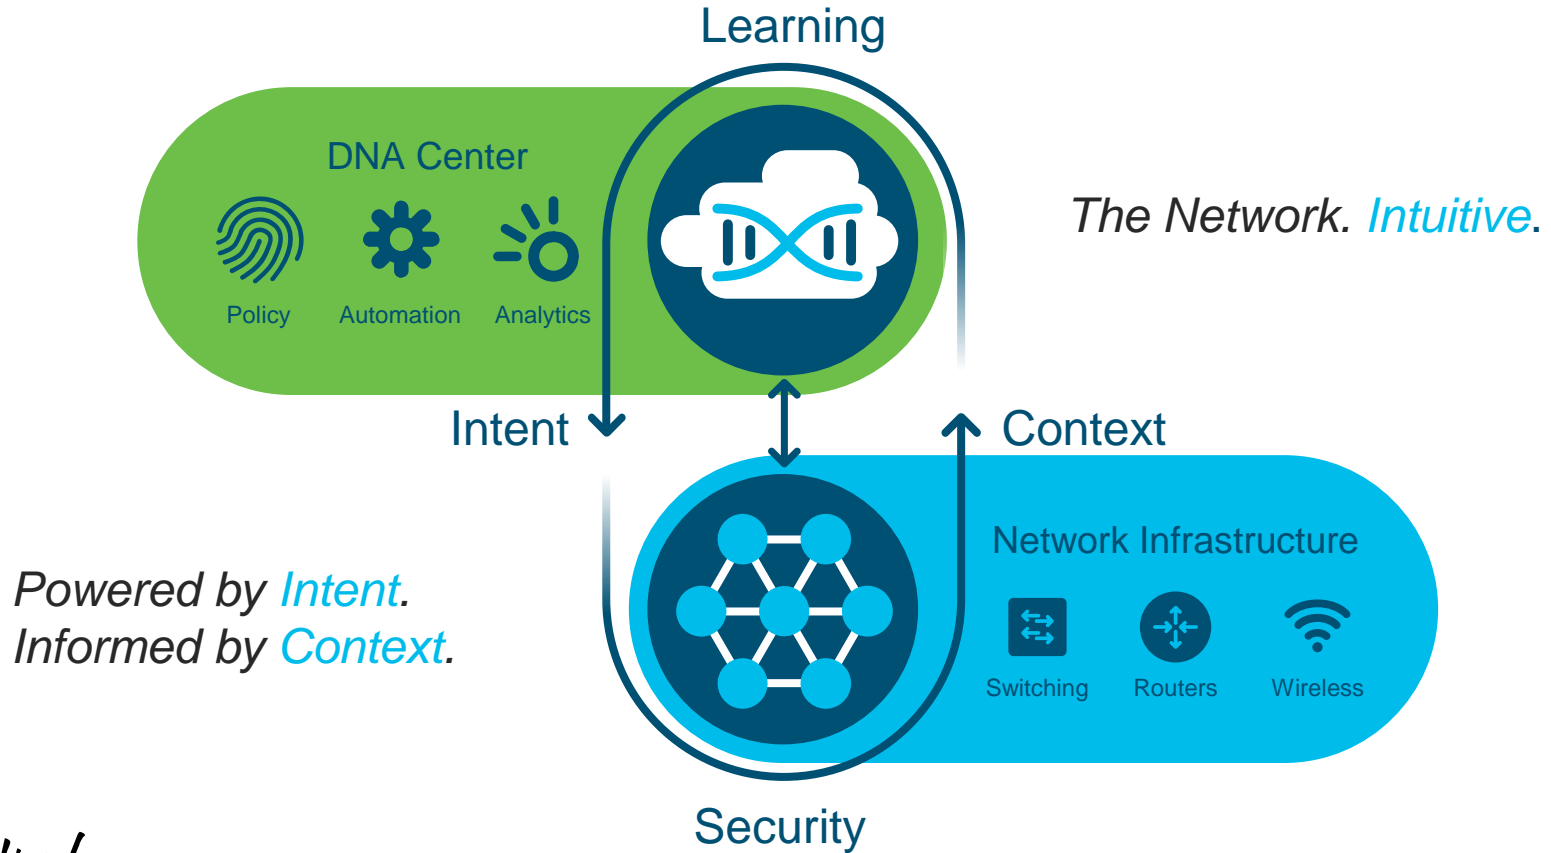 Learning
DNA Center
Policy
Automation
Analytics
The Network. Intuitive.
Intent
Context
Network Infrastructure
Powered by Intent.
Informed by Context.
Switching
Routers
Wireless
Security